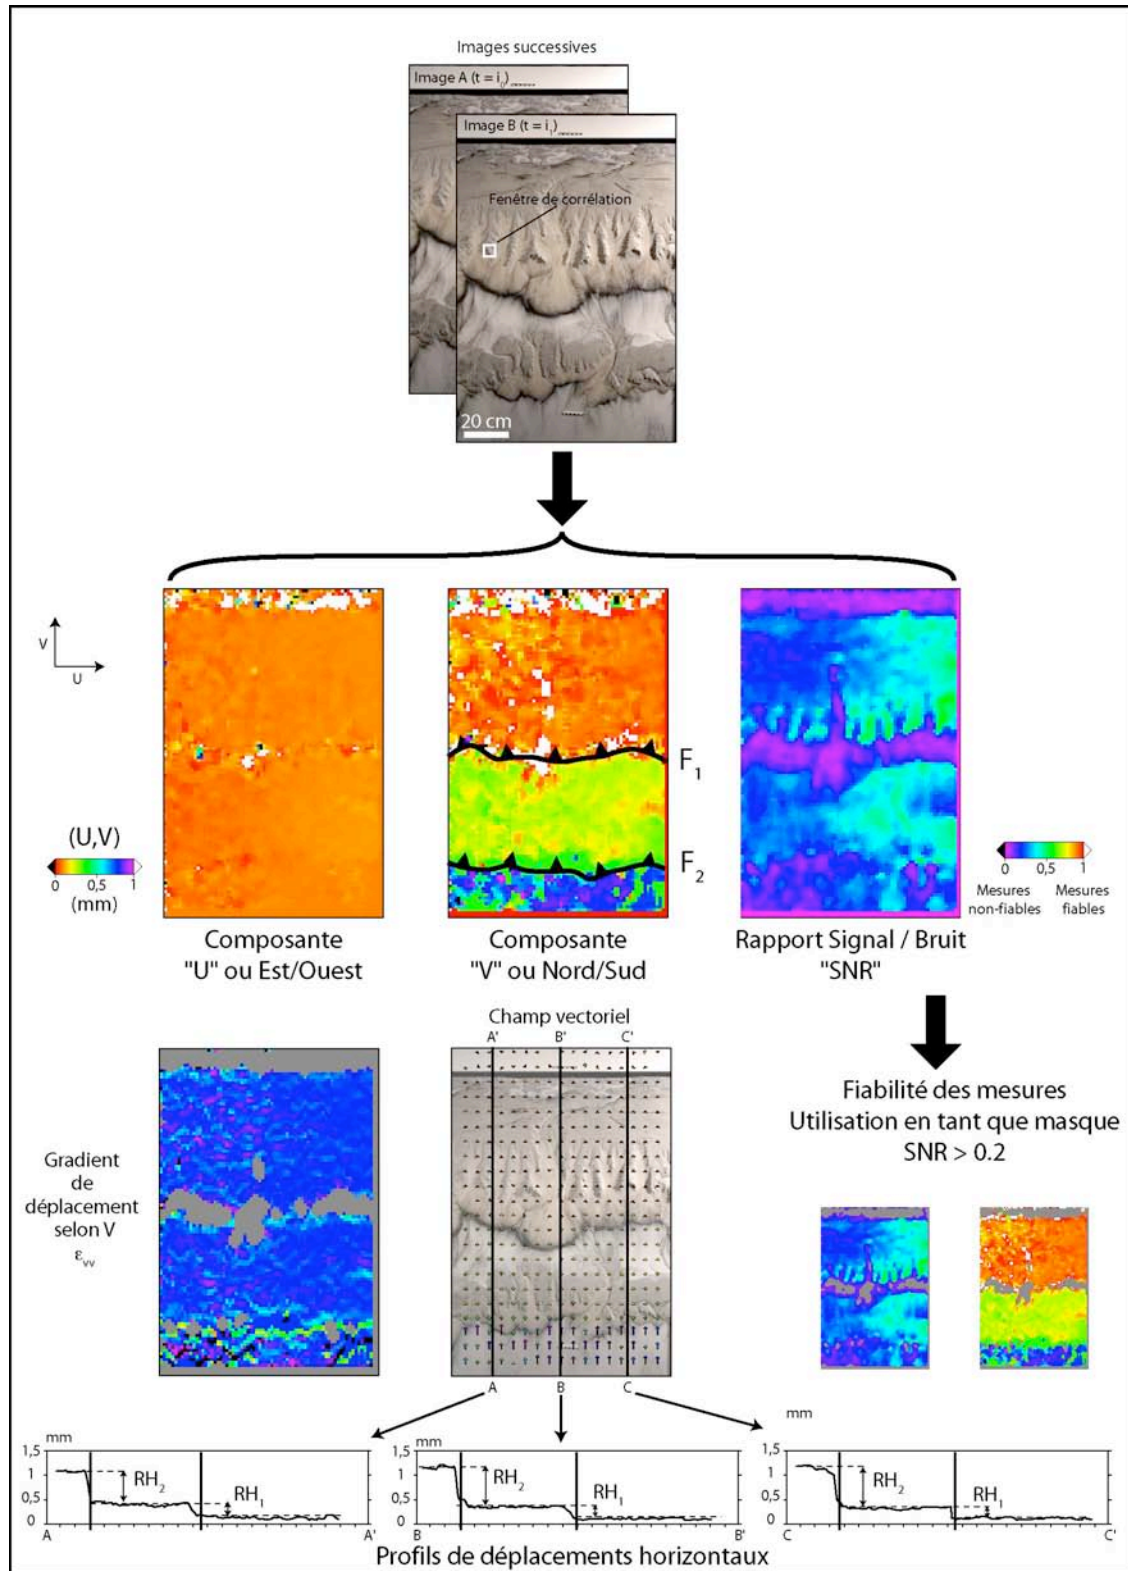 Images successives
Image A (t = i₀)
Image B (t = i₁)
Fenêtre de corrélation
20 cm
V
U
F₁
F₂
(U,V)
0 0,5 1
(mm)
0 0,5 1
Mesures non-fiables
Mesures fiables
Composante
"U" ou Est/Ouest
Composante
"V" ou Nord/Sud
Rapport Signal / Bruit
"SNR"
Champ vectoriel
A' B' C'
Gradient
de
déplacement
selon V
εvv
Fiabilité des mesures
Utilisation en tant que masque
SNR > 0.2
A B C
mm
1,5
1
0,5
0
RH₂
RH₁
A A'
mm
1,5
1
0,5
0
RH₂
RH₁
B B'
mm
1,5
1
0,5
0
RH₂
RH₁
C C'
Profils de déplacements horizontaux